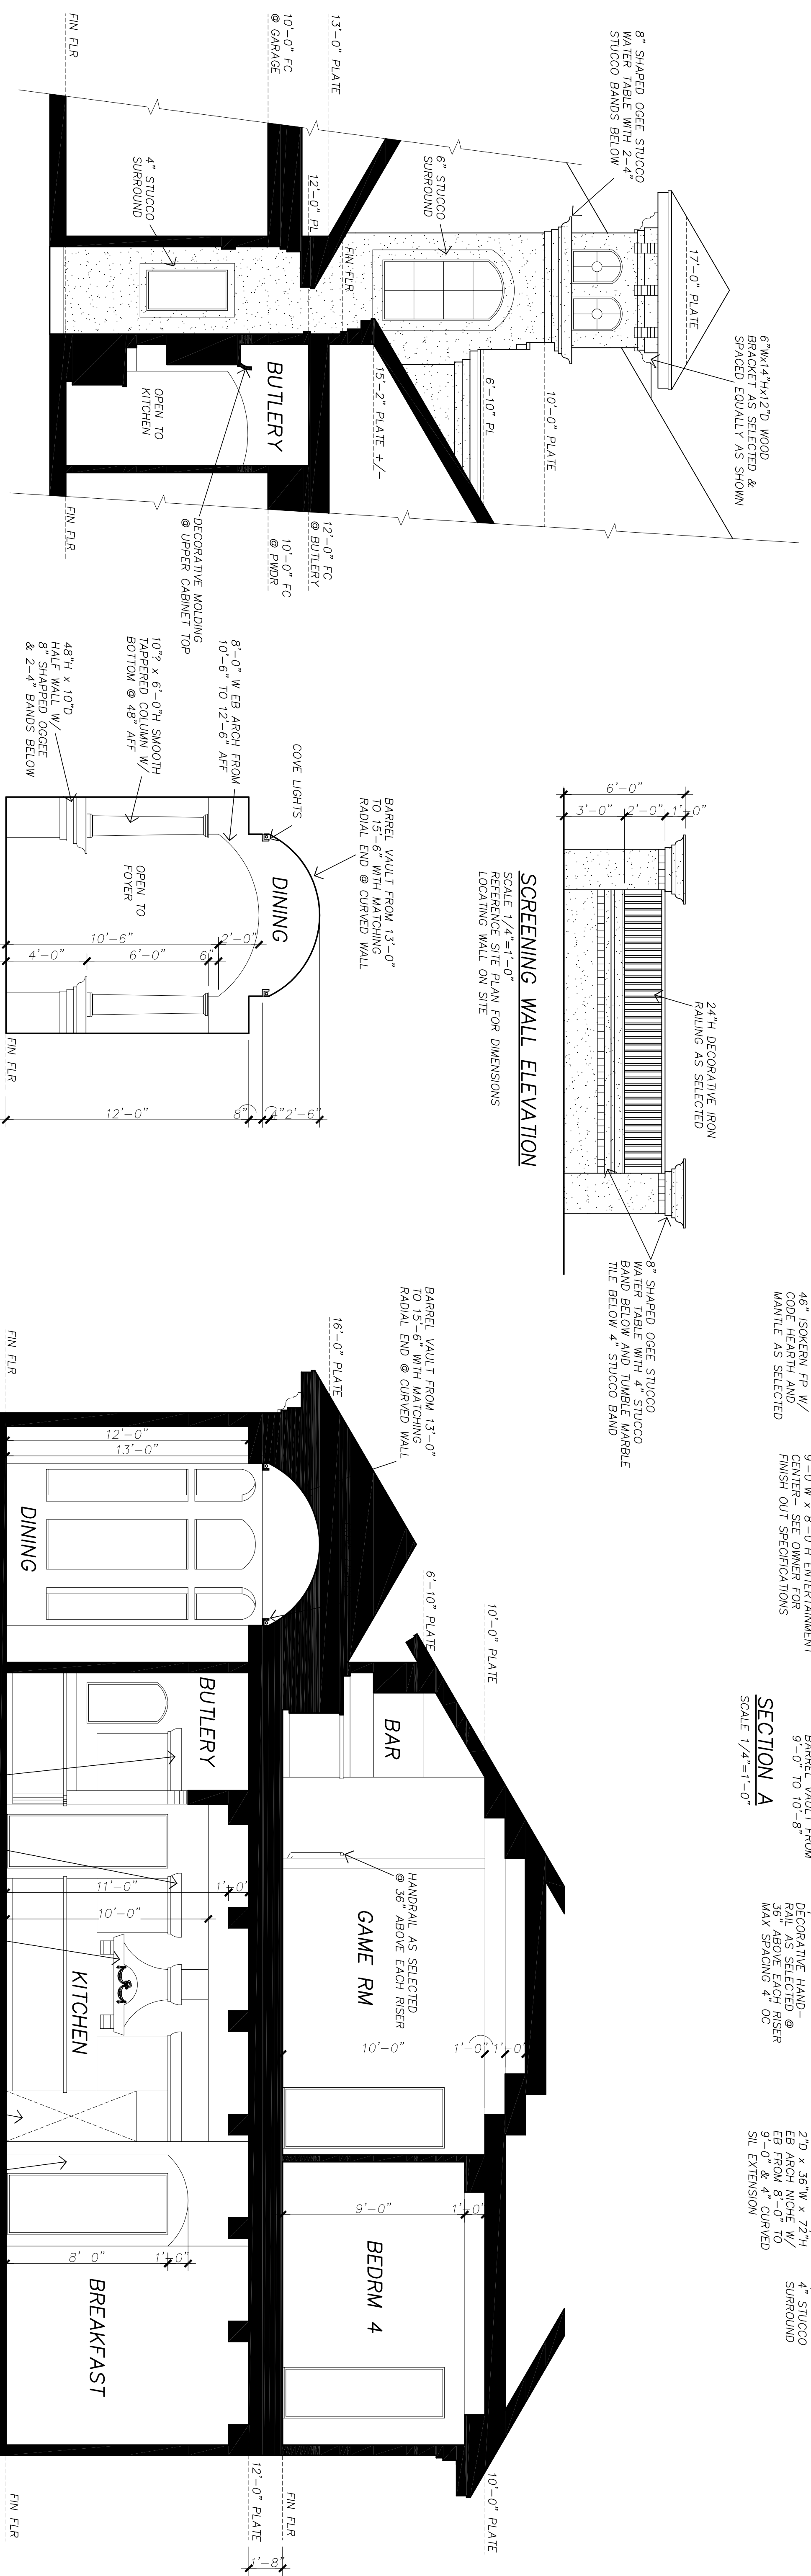 17'-0" PLATE
6"Wx14"Hx12"D WOOD
BRACKET AS SELECTED &
SPACED EQUALLY AS SHOWN
8" SHAPED OGEE STUCCO
WATER TABLE WITH 2-4"
STUCCO BANDS BELOW
6" STUCCO
SURROUND
10'-0" PLATE
6'-10" PL
13'-0" PLATE
12'-0" PL
FIN FLR
15'-2" PLATE +/-
10'-0" FC
@ GARAGE
4" STUCCO
SURROUND
BUTLERY
OPEN TO
KITCHEN
12'-0" FC
@ BUTLERY
10'-0" FC
@ PWDR
FIN FLR
FIN FLR
DECORATIVE MOLDING
@ UPPER CABINET TOP
6'-0"
3'-0"
2'-0"
1'-0"
24"H DECORATIVE IRON
RAILING AS SELECTED
8" SHAPED OGEE STUCCO
WATER TABLE WITH 4" STUCCO
BAND BELOW AND TUMBLE MARBLE
TILE BELOW 4" STUCCO BAND
SCREENING WALL ELEVATION
SCALE 1/4"=1'-0"
REFERENCE SITE PLAN FOR DIMENSIONS
LOCATING WALL ON SITE
BARREL VAULT FROM 13'-0"
TO 15'-6" WITH MATCHING
RADIAL END @ CURVED WALL
COVE LIGHTS
8'-0" W EB ARCH FROM
10'-6" TO 12'-6" AFF
10"? x 6'-0"H SMOOTH
TAPPERED COLUMN W/
BOTTOM @ 48" AFF
48"H x 10"D
HALF WALL W/
8" SHAPPED OGGEE
& 2-4" BANDS BELOW
DINING
OPEN TO
FOYER
10'-6"
2'-0"
4'-0"
6'-0"
6"
12'-0"
8"
4"
2'-6"
FIN FLR
46" ISOKERN FP W/
CODE HEARTH AND
MANTLE AS SELECTED
9'-0"W x 8'-0"H ENTERTAINMENT
CENTER- SEE OWNER FOR
FINISH OUT SPECIFICATIONS
BARREL VAULT FROM
9'-0" TO 10'-8"
DECORATIVE HAND-
RAIL AS SELECTED @
36" ABOVE EACH RISER
MAX SPACING 4" OC
2"D x 36"W x 72"H
EB ARCH NICHE W/
EB FROM 8'-0" TO
9'-0" & 4" CURVED
SIL EXTENSION
4" STUCCO
SURROUND
SECTION A
SCALE 1/4"=1'-0"
BARREL VAULT FROM 13'-0"
TO 15'-6" WITH MATCHING
RADIAL END @ CURVED WALL
16'-0" PLATE
6'-10" PLATE
10'-0" PLATE
BAR
HANDRAIL AS SELECTED
@ 36" ABOVE EACH RISER
GAME RM
10'-0"
1'-0"
1'-0"
9'-0"
1'-0"
BEDRM 4
10'-0" PLATE
FIN FLR
12'-0" PLATE
1'-8"
12'-0"
13'-0"
DINING
BUTLERY
11'-0"
1'-0"
10'-0"
KITCHEN
8'-0"
1'-0"
BREAKFAST
FIN FLR
FIN FLR